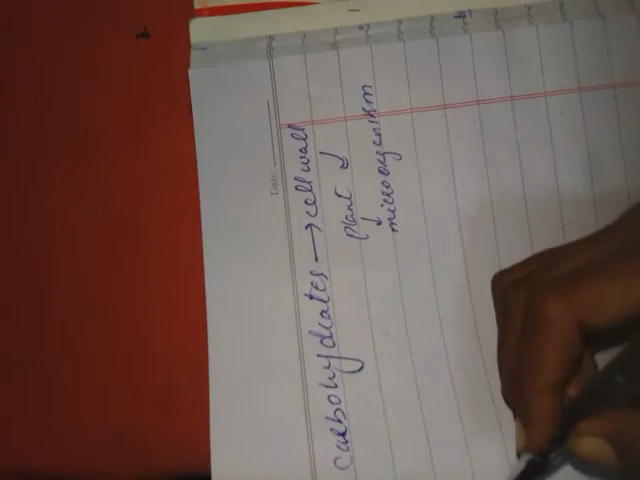 Date:
carbohydrates → cell wall
Plant ↓
↓
microorganism